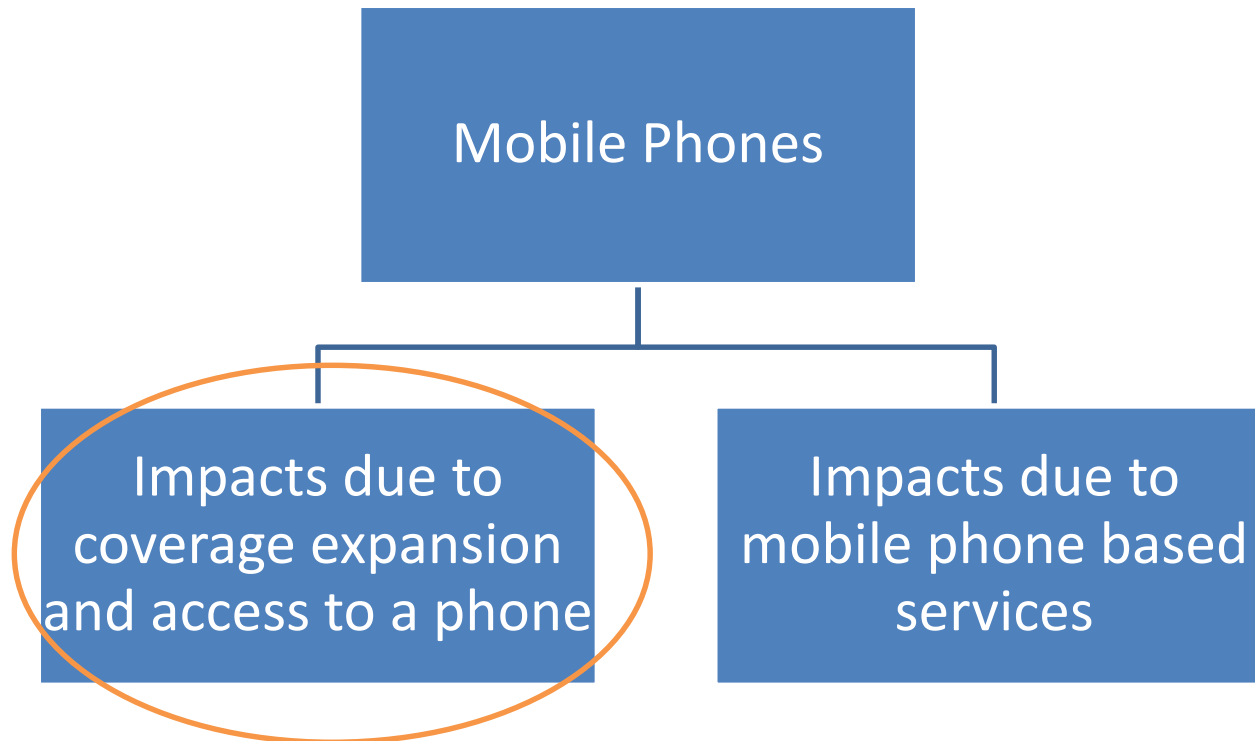 Mobile Phones
Impacts due to
coverage expansion
and access to a phone
Impacts due to
mobile phone based
services